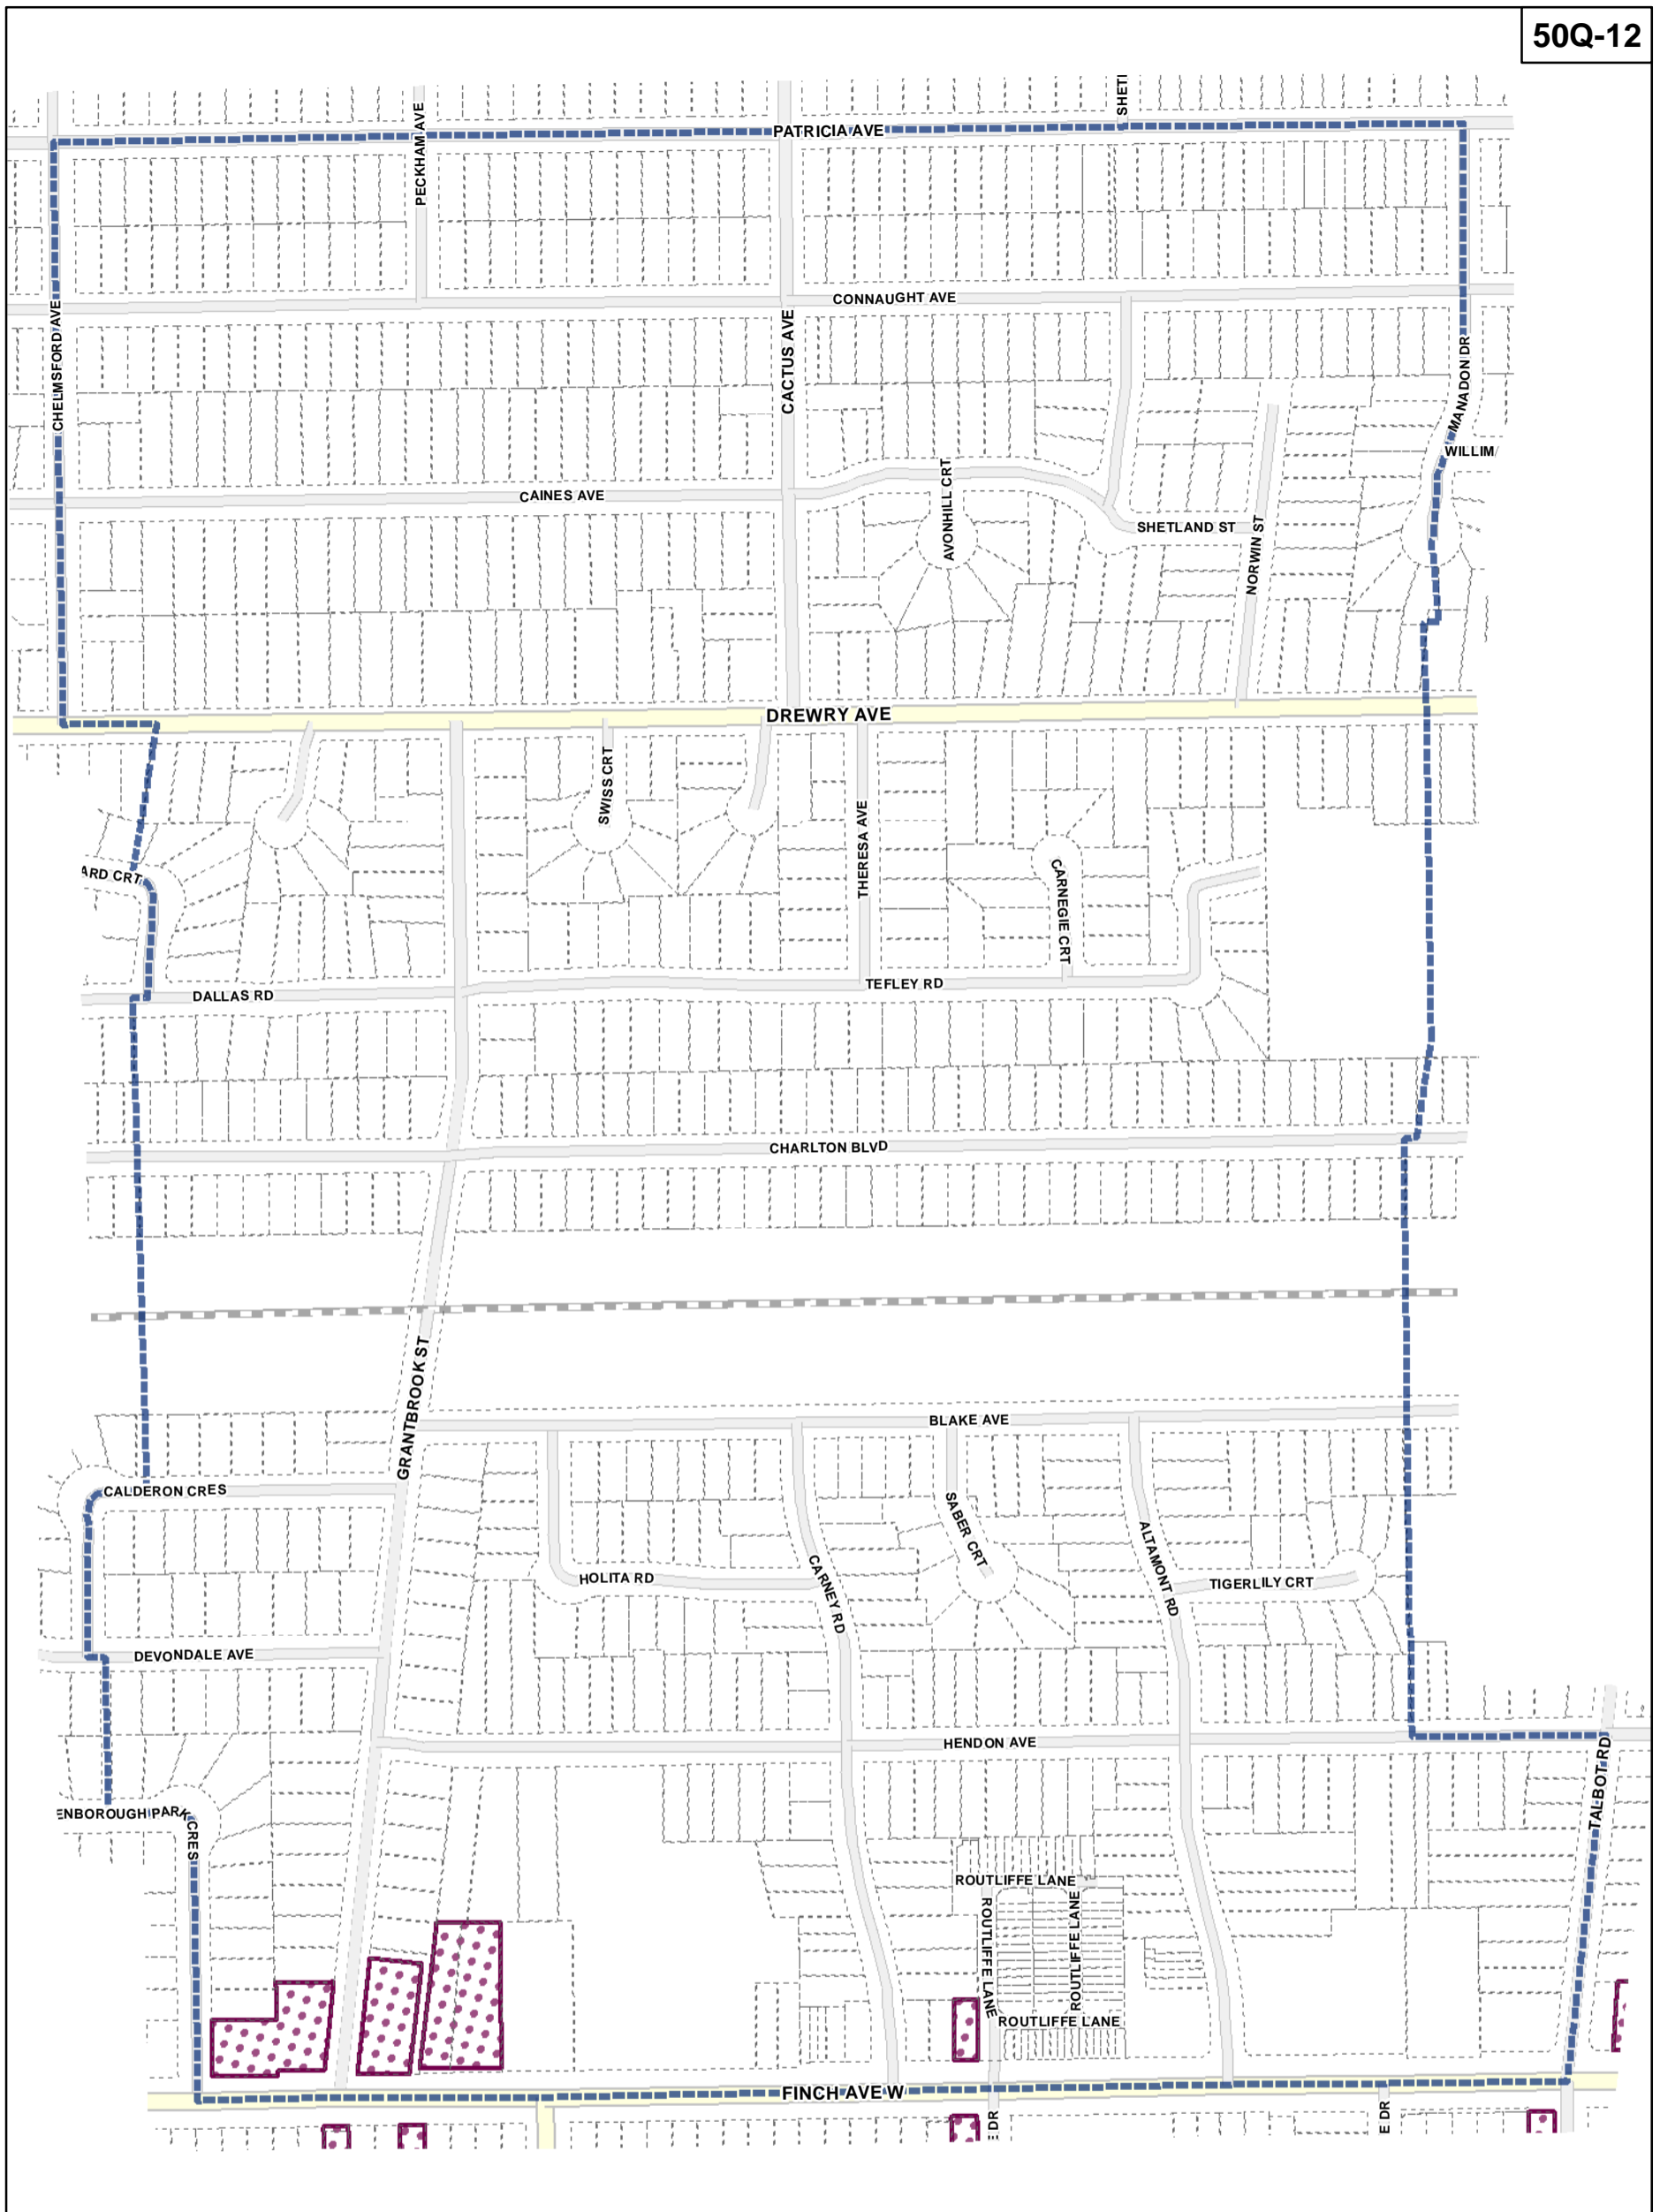 50Q-12
SHETI
PECKHAM AVE
PATRICIA AVE
CONNAUGHT AVE
CHELMSFORD AVE
CACTUS AVE
MANADON DR
WILLIM
CAINES AVE
AVONHILL CRT
SHETLAND ST
NORWIN ST
DREWRY AVE
SWISS CRT
THERESA AVE
CARNEGIE CRT
ARD CRT
DALLAS RD
TEFLEY RD
CHARLTON BLVD
GRANTBROOK ST
BLAKE AVE
CALDERON CRES
SABER CRT
ALTAMONT RD
HOLITA RD
CARNEY RD
TIGERLILY CRT
DEVONDALE AVE
HENDON AVE
TALBOT RD
ENBOROUGH PARK CRES
ROUTLIFFE LANE
ROUTLIFFE LANE
ROUTLIFFE LANE
ROUTLIFFE LANE
FINCH AVE W
E DR
E DR